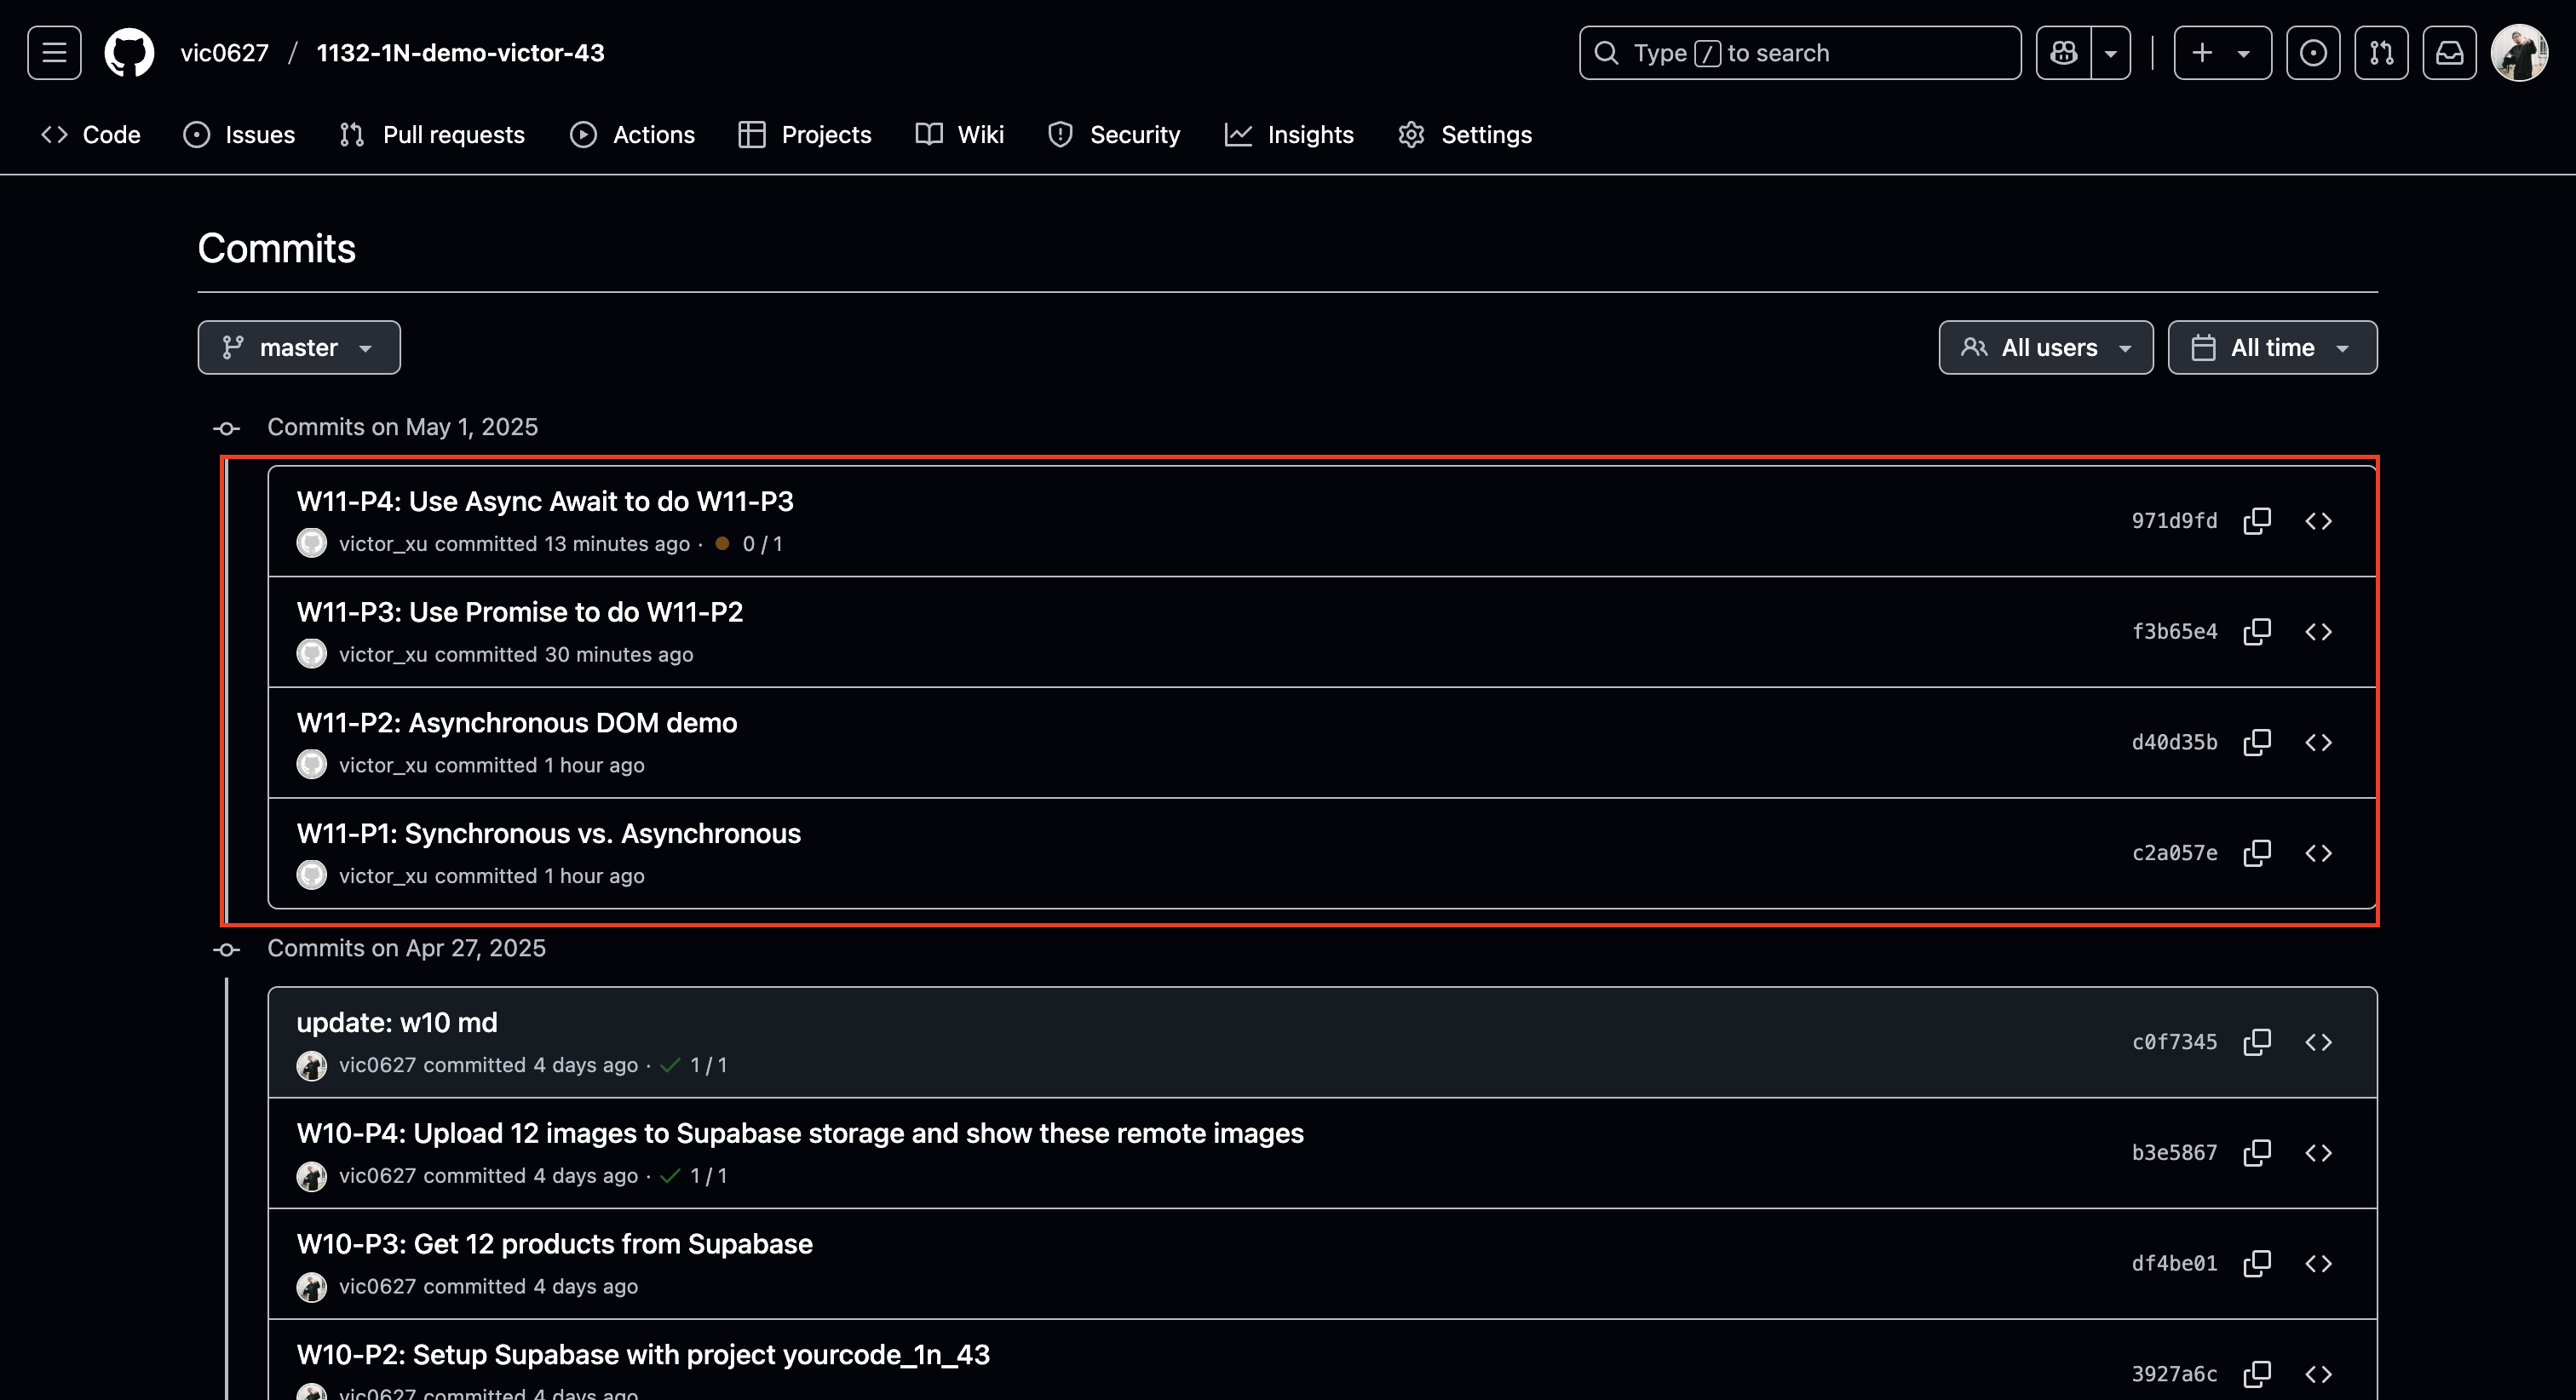 vic0627 / 1132-1N-demo-victor-43
Type / to search
Code Issues Pull requests Actions Projects Wiki Security Insights Settings
Commits
master All users All time
Commits on May 1, 2025
W11-P4: Use Async Await to do W11-P3
victor_xu committed 13 minutes ago · 0 / 1
971d9fd
W11-P3: Use Promise to do W11-P2
victor_xu committed 30 minutes ago
f3b65e4
W11-P2: Asynchronous DOM demo
victor_xu committed 1 hour ago
d40d35b
W11-P1: Synchronous vs. Asynchronous
victor_xu committed 1 hour ago
c2a057e
Commits on Apr 27, 2025
update: w10 md
vic0627 committed 4 days ago · 1 / 1
c0f7345
W10-P4: Upload 12 images to Supabase storage and show these remote images
vic0627 committed 4 days ago · 1 / 1
b3e5867
W10-P3: Get 12 products from Supabase
vic0627 committed 4 days ago
df4be01
W10-P2: Setup Supabase with project yourcode_1n_43
vic0627 committed 4 days ago
3927a6c